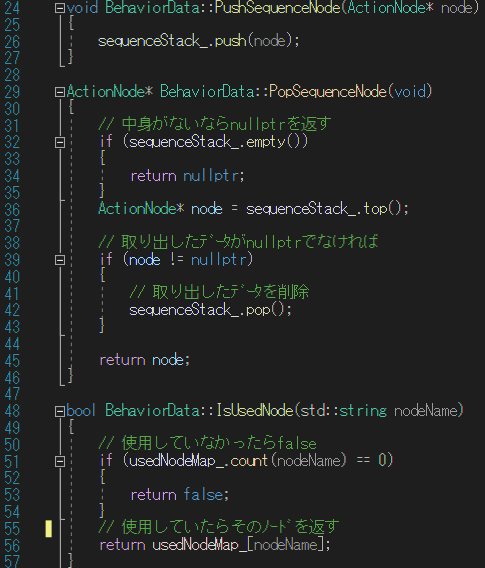 24 void BehaviorData::PushSequenceNode(ActionNode* node)
25 {
26     sequenceStack_.push(node);
27 }
28
29 ActionNode* BehaviorData::PopSequenceNode(void)
30 {
31     // 中身がないならnullptrを返す
32     if (sequenceStack_.empty())
33     {
34         return nullptr;
35     }
36     ActionNode* node = sequenceStack_.top();
37
38     // 取り出したﾃﾞｰﾀがnullptrでなければ
39     if (node != nullptr)
40     {
41         // 取り出したﾃﾞｰﾀを削除
42         sequenceStack_.pop();
43     }
44
45     return node;
46 }
47
48 bool BehaviorData::IsUsedNode(std::string nodeName)
49 {
50     // 使用していなかったらfalse
51     if (usedNodeMap_.count(nodeName) == 0)
52     {
53         return false;
54     }
55     // 使用していたらそのﾉｰﾄﾞを返す
56     return usedNodeMap_[nodeName];
57 }